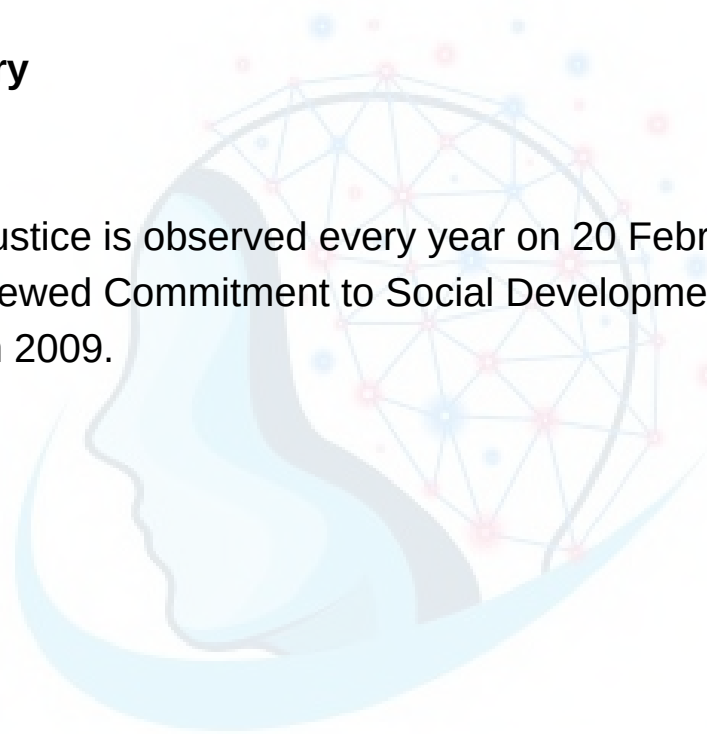 ry
ustice is observed every year on 20 Febr
ewed Commitment to Social Developme
n 2009.